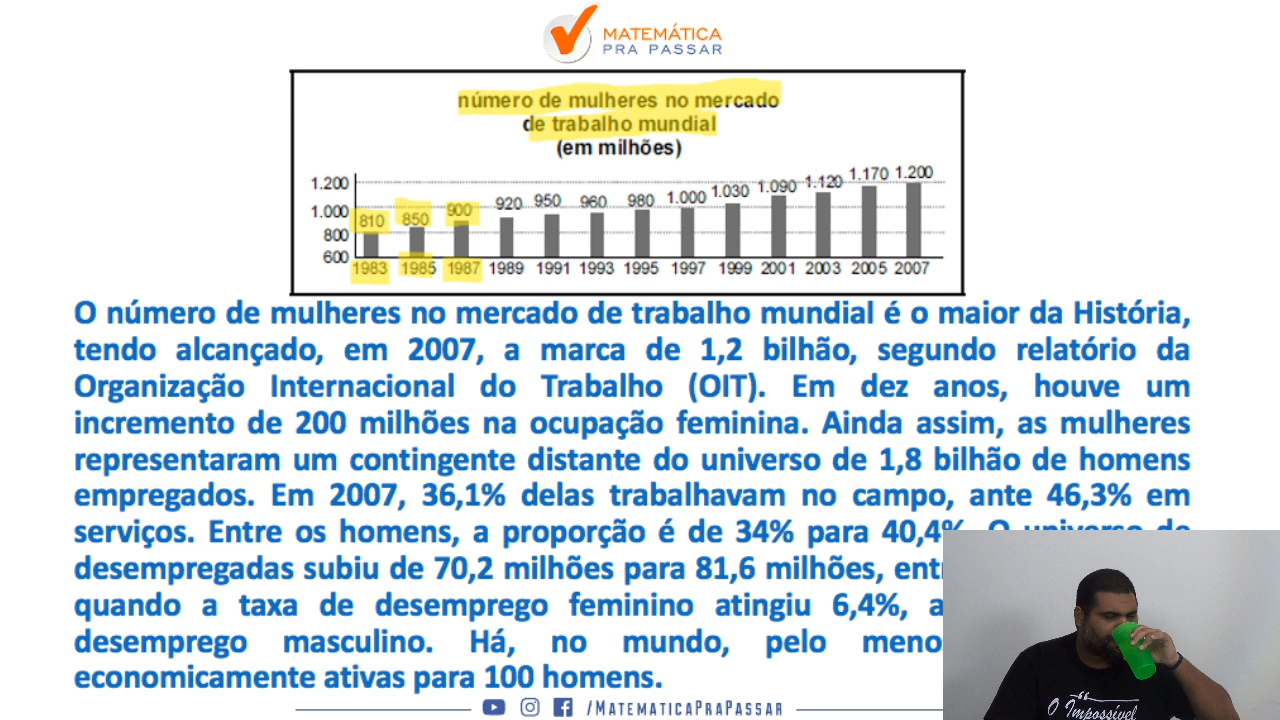 MATEMÁTICA
PRA PASSAR
número de mulheres no mercado
de trabalho mundial
(em milhões)
1.200
1.000
800
600
810 850 900 920 950 960 980 1.000 1.030 1.090 1.120 1.170 1.200
1983 1985 1987 1989 1991 1993 1995 1997 1999 2001 2003 2005 2007
O número de mulheres no mercado de trabalho mundial é o maior da História,
tendo alcançado, em 2007, a marca de 1,2 bilhão, segundo relatório da
Organização Internacional do Trabalho (OIT). Em dez anos, houve um
incremento de 200 milhões na ocupação feminina. Ainda assim, as mulheres
representaram um contingente distante do universo de 1,8 bilhão de homens
empregados. Em 2007, 36,1% delas trabalhavam no campo, ante 46,3% em
serviços. Entre os homens, a proporção é de 34% para 40,4%. O universo de
desempregadas subiu de 70,2 milhões para 81,6 milhões,
quando a taxa de desemprego feminino atingiu 6,4%,
desemprego masculino. Há, no mundo, pelo
economicamente ativas para 100 homens.
/MATEMATICAPRAPASSAR
O Impossível